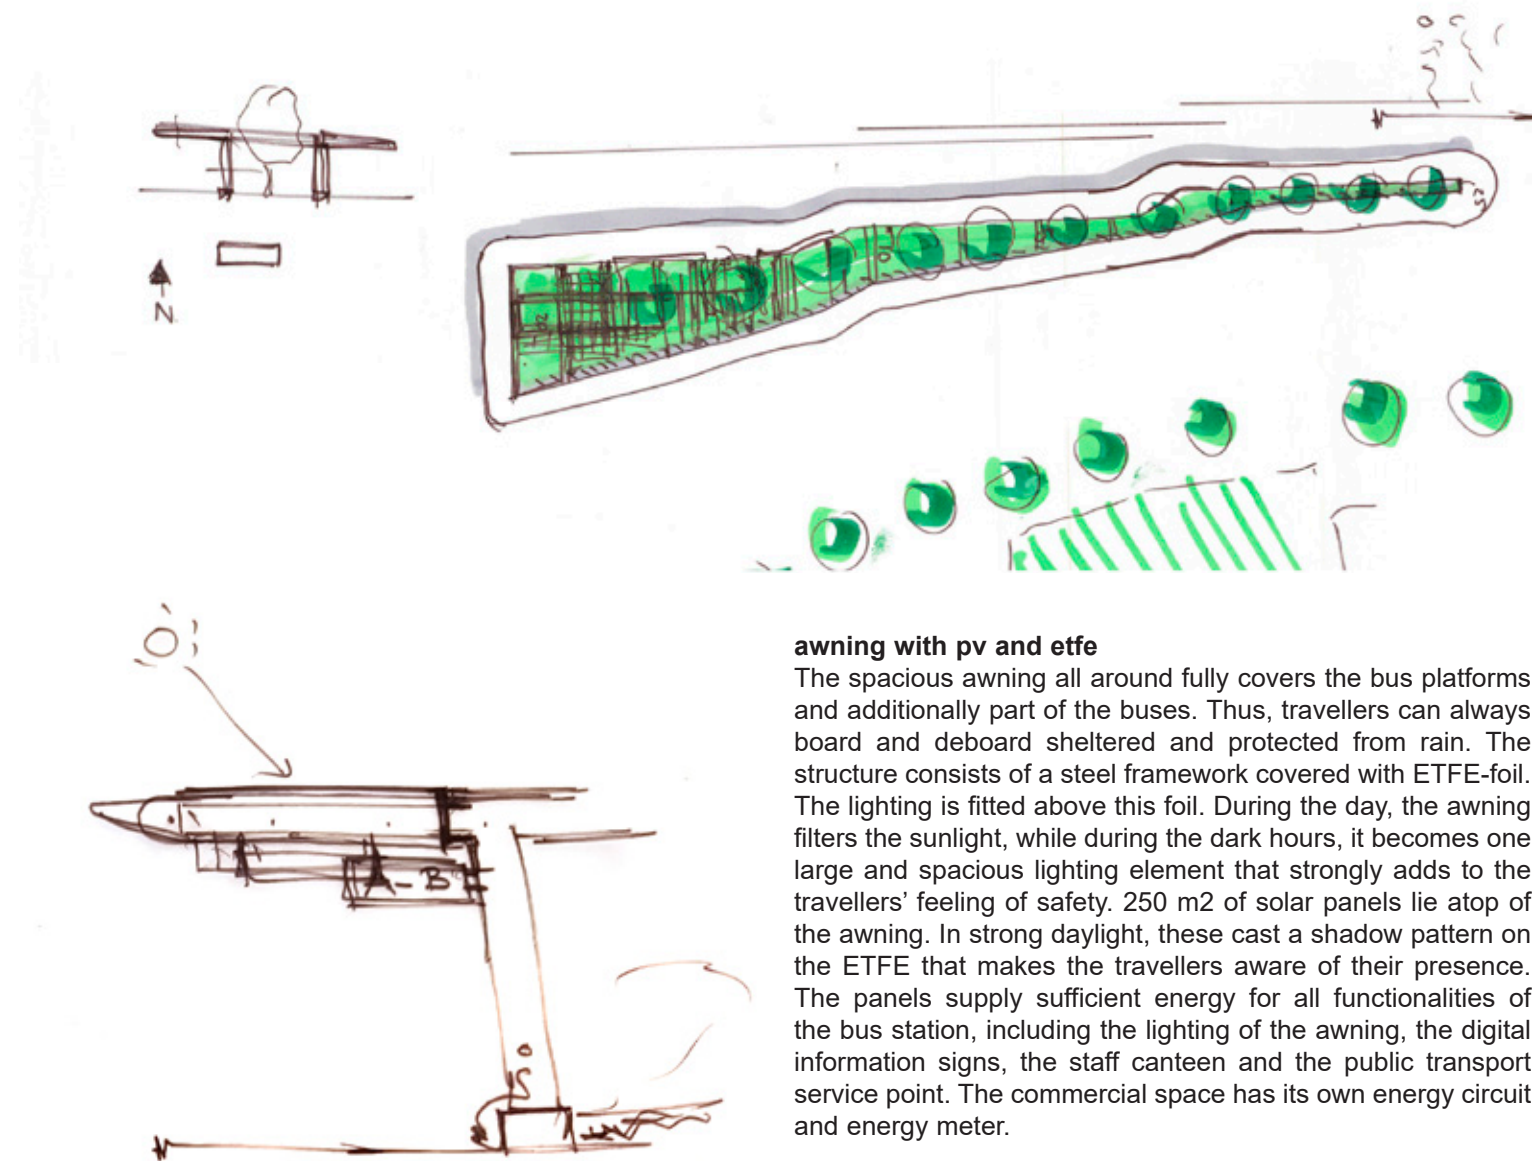 N
A-B
awning with pv and etfe
The spacious awning all around fully covers the bus platforms
and additionally part of the buses. Thus, travellers can always
board and deboard sheltered and protected from rain. The
structure consists of a steel framework covered with ETFE-foil.
The lighting is fitted above this foil. During the day, the awning
filters the sunlight, while during the dark hours, it becomes one
large and spacious lighting element that strongly adds to the
travellers’ feeling of safety. 250 m2 of solar panels lie atop of
the awning. In strong daylight, these cast a shadow pattern on
the ETFE that makes the travellers aware of their presence.
The panels supply sufficient energy for all functionalities of
the bus station, including the lighting of the awning, the digital
information signs, the staff canteen and the public transport
service point. The commercial space has its own energy circuit
and energy meter.